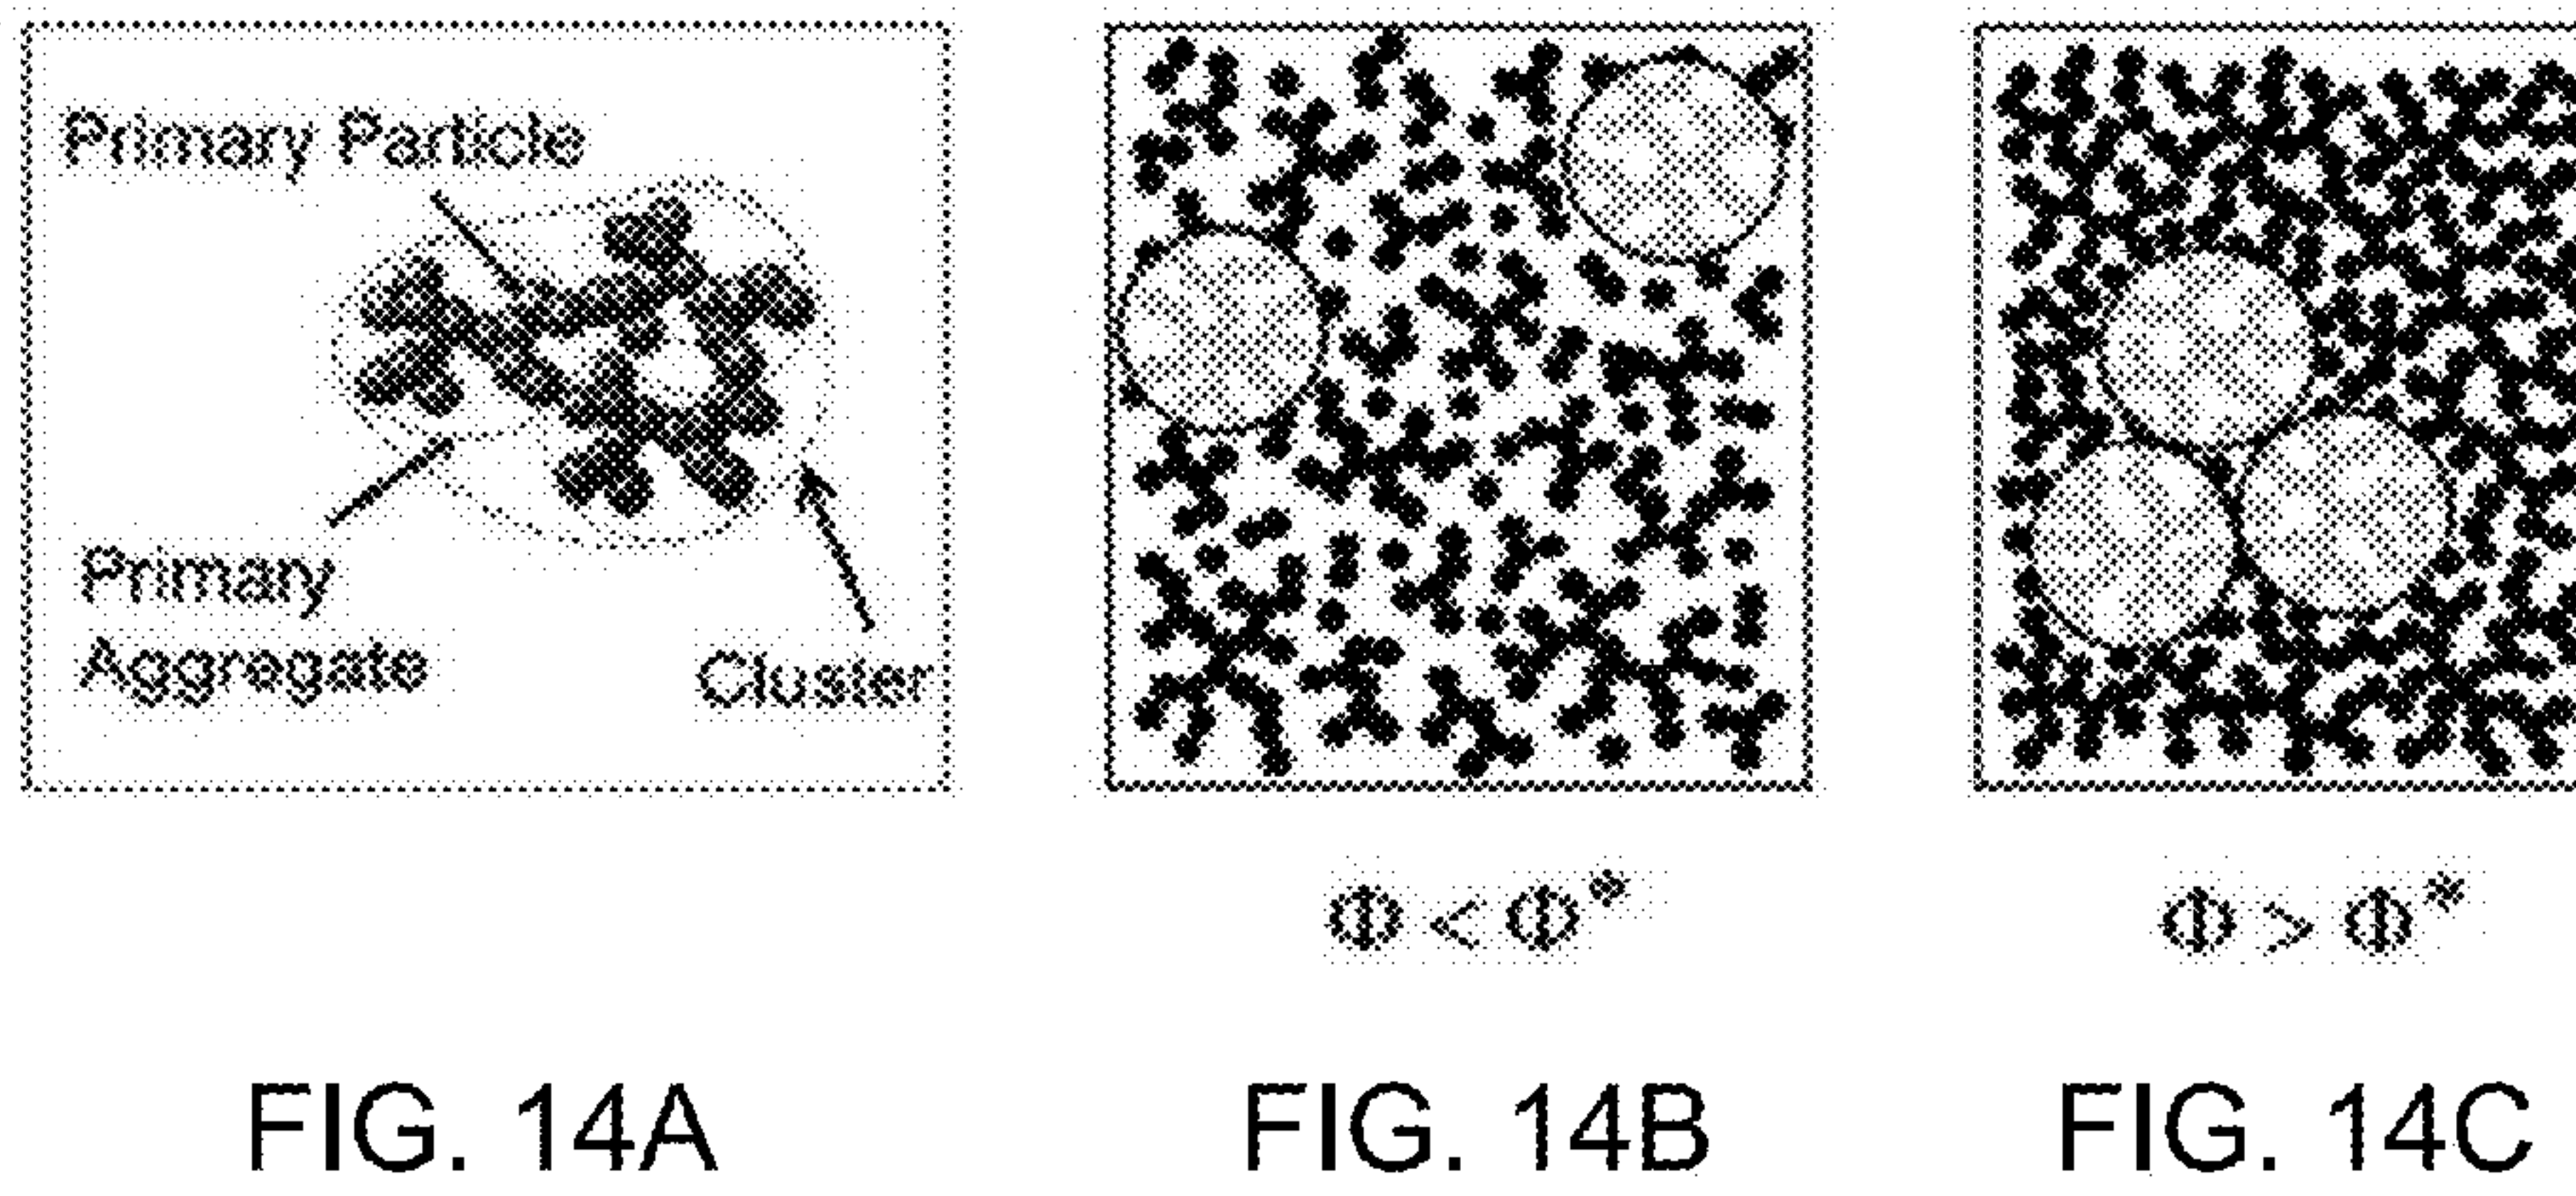 Primary Particle
Primary
Aggregate
Cluster
Φ < Φ*
Φ > Φ*
FIG. 14A
FIG. 14B
FIG. 14C